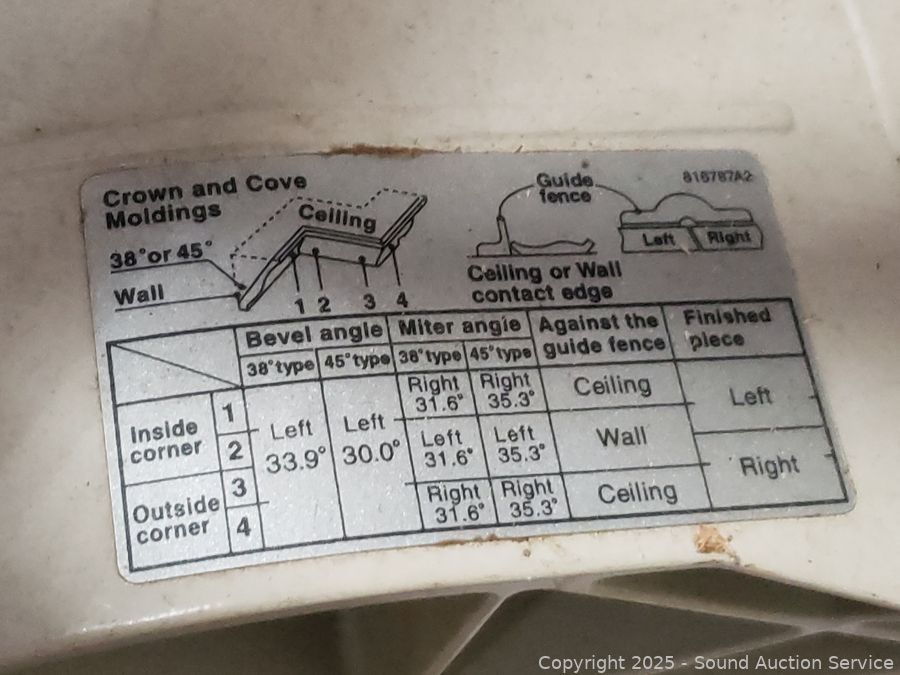 Crown and Cove
Moldings
Ceiling
38°or 45°
Wall
1 2 3 4
Guide
fence
816787A2
Left Right
Ceiling or Wall
contact edge
Bevel angle Miter angle Against the guide fence Finished piece
38°type 45°type 38°type 45°type
Inside corner 1 Left 33.9° Left 30.0° Right 31.6° Right 35.3° Ceiling Left
2 Left 31.6° Left 35.3° Wall
Outside corner 3 Right
4 Right 31.6° Right 35.3° Ceiling
Copyright 2025 - Sound Auction Service